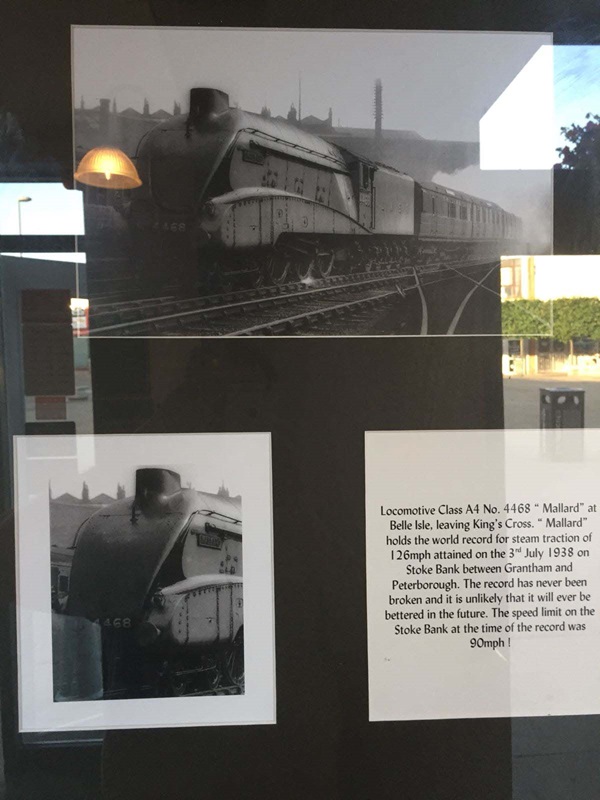 4468
4468
Locomotive Class A4 No. 4468 " Mallard" at
Belle Isle, leaving King's Cross. " Mallard"
holds the world record for steam traction of
126mph attained on the 3rd July 1938 on
Stoke Bank between Grantham and
Peterborough. The record has never been
broken and it is unlikely that it will ever be
bettered in the future. The speed limit on the
Stoke Bank at the time of the record was
90mph !